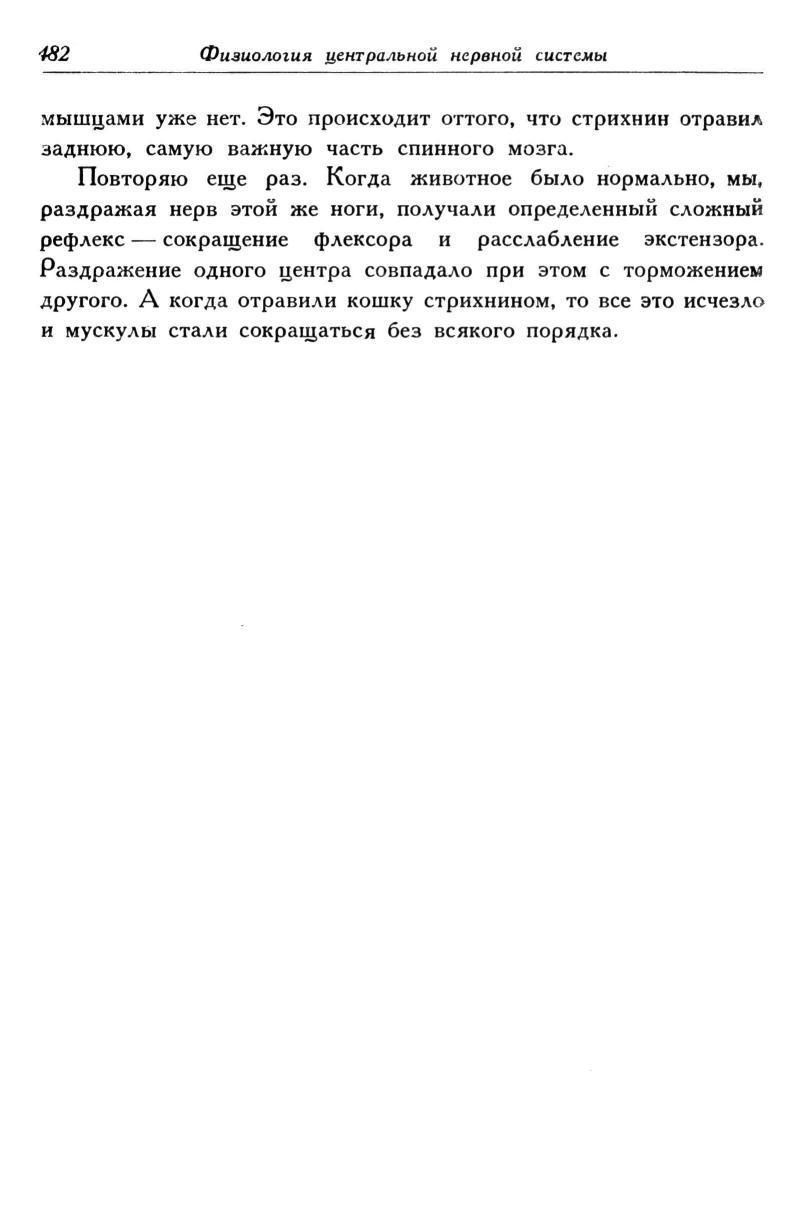 482 Физиология центральной нервной системы
мышцами уже нет. Это происходит оттого, что стрихнин отравил
заднюю, самую важную часть спинного мозга.
Повторяю еще раз. Когда животное было нормально, мы,
раздражая нерв этой же ноги, получали определенный сложный
рефлекс — сокращение флексора и расслабление экстензора.
Раздражение одного центра совпадало при этом с торможением
другого. А когда отравили кошку стрихнином, то все это исчезло
и мускулы стали сокращаться без всякого порядка.